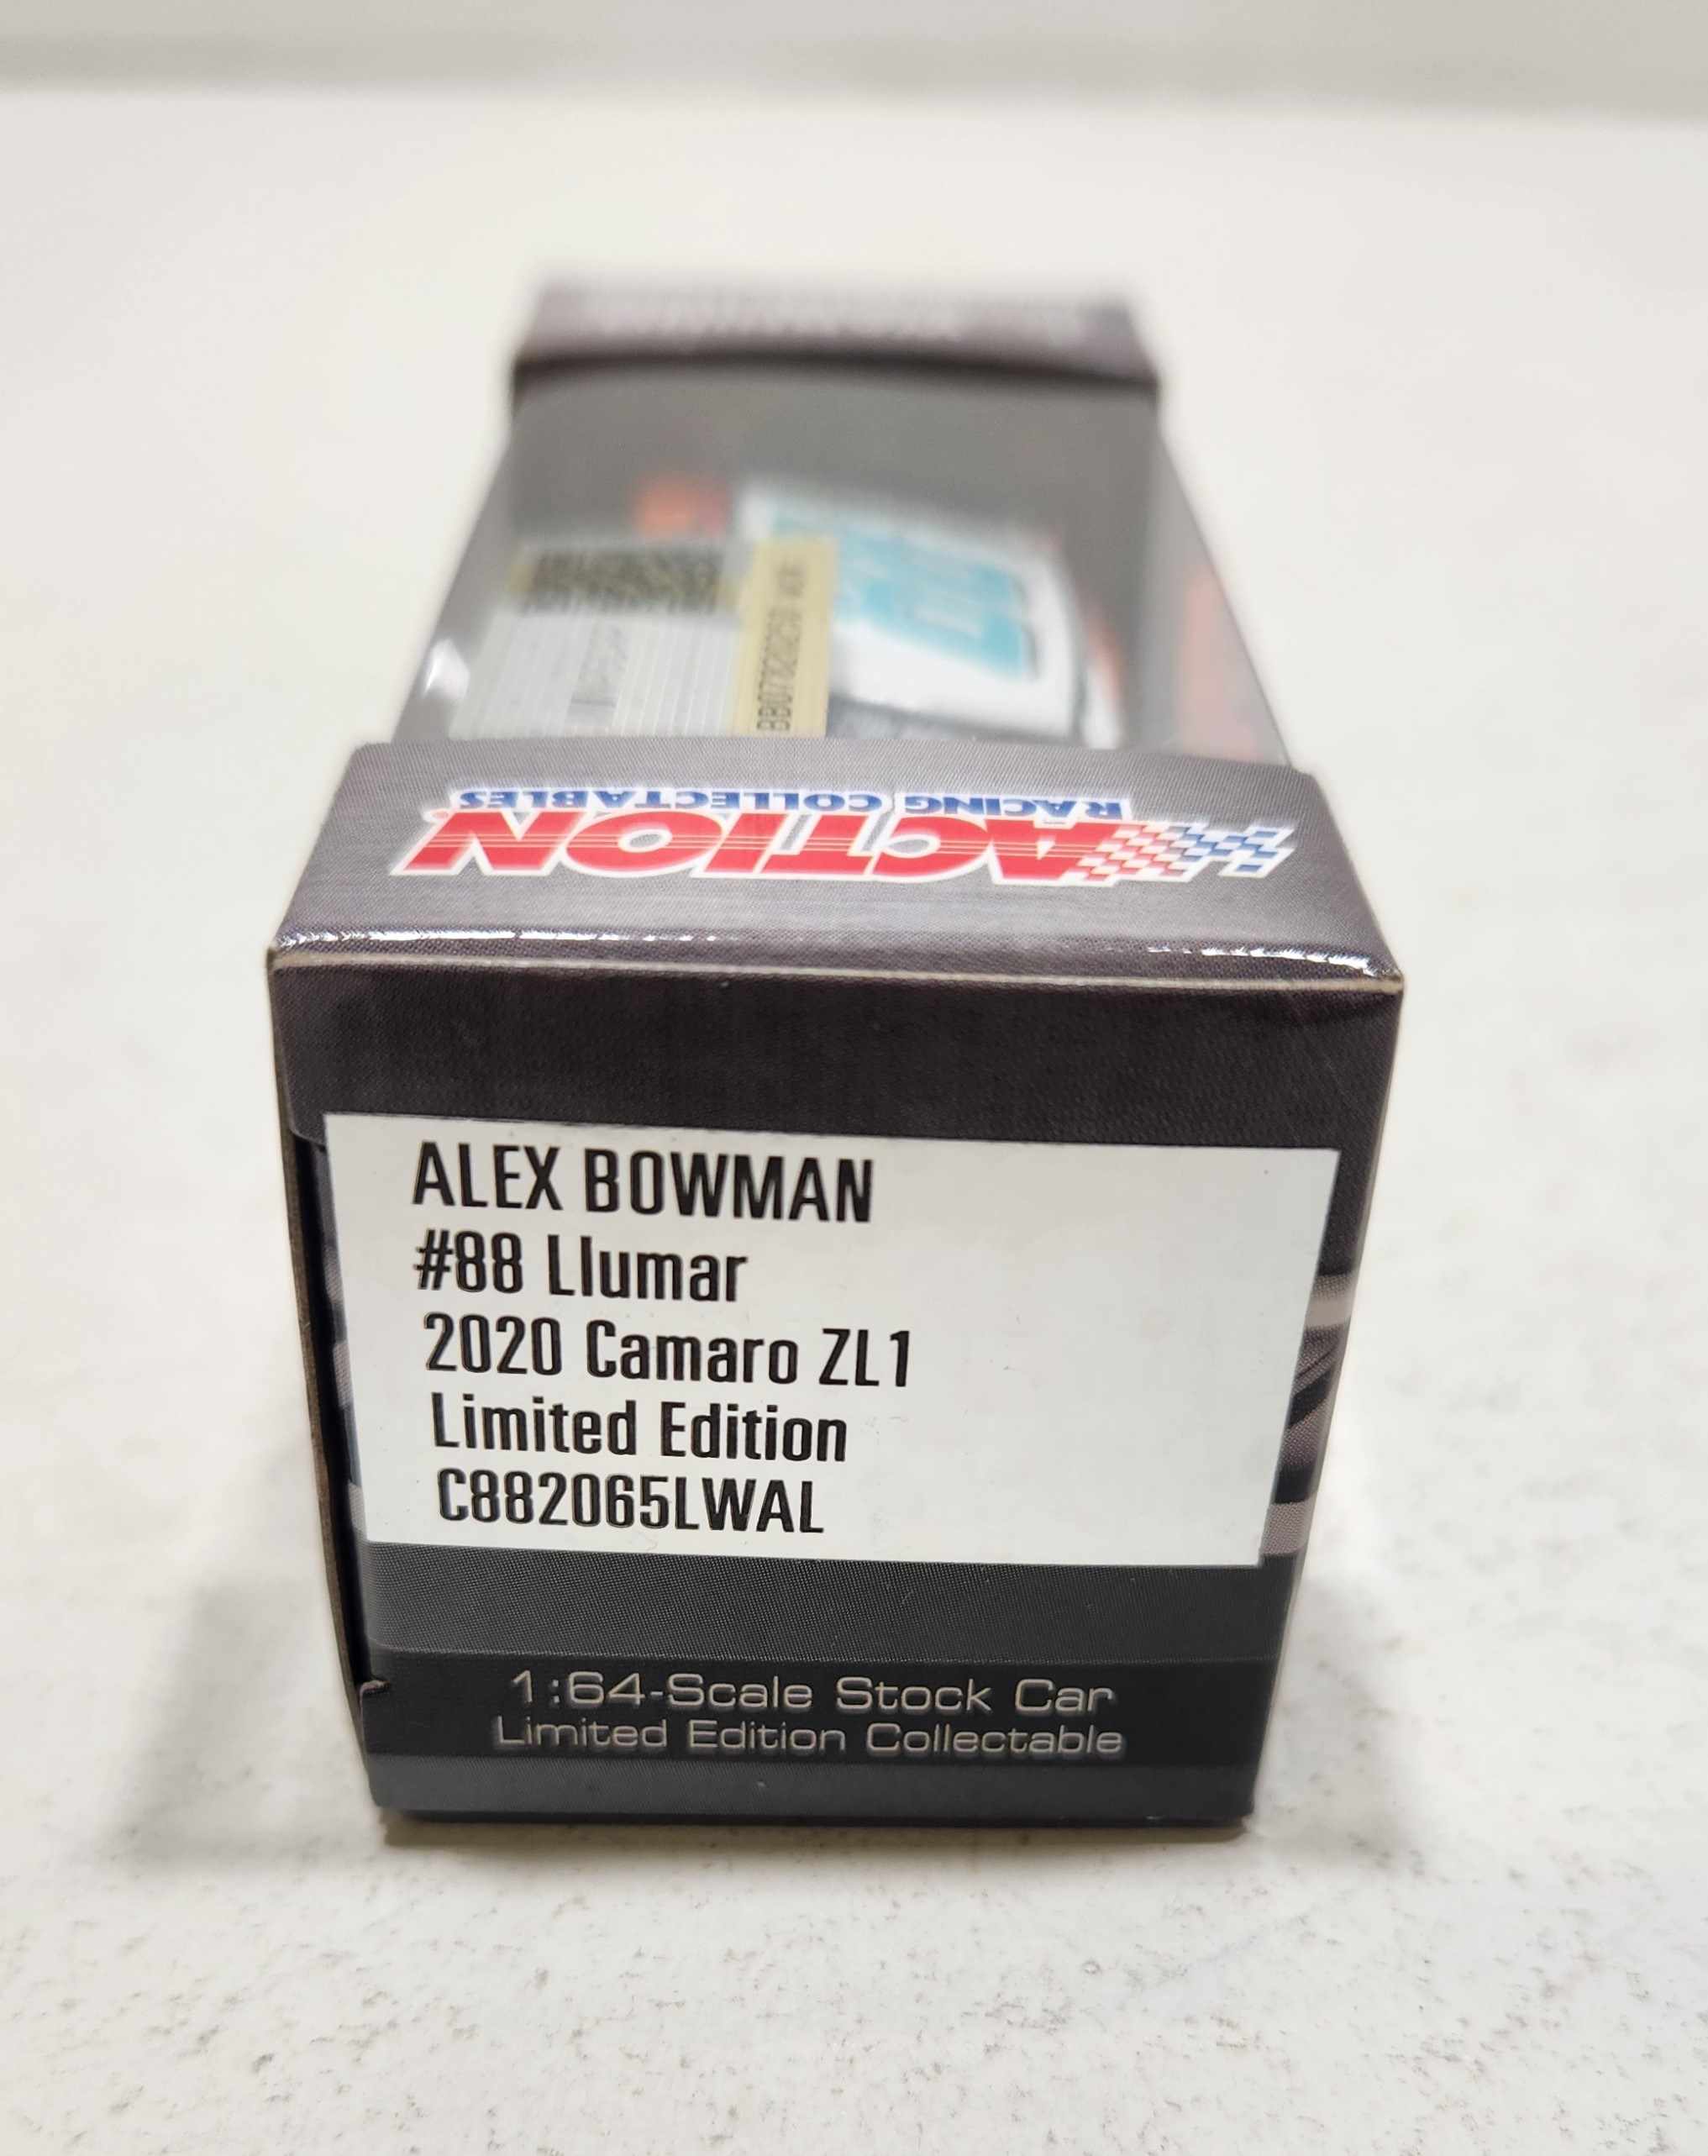 ACTION
RACING COLLECTABLES
ALEX BOWMAN
#88 Llumar
2020 Camaro ZL1
Limited Edition
C882065LWAL
1:64-Scale Stock Car
Limited Edition Collectable